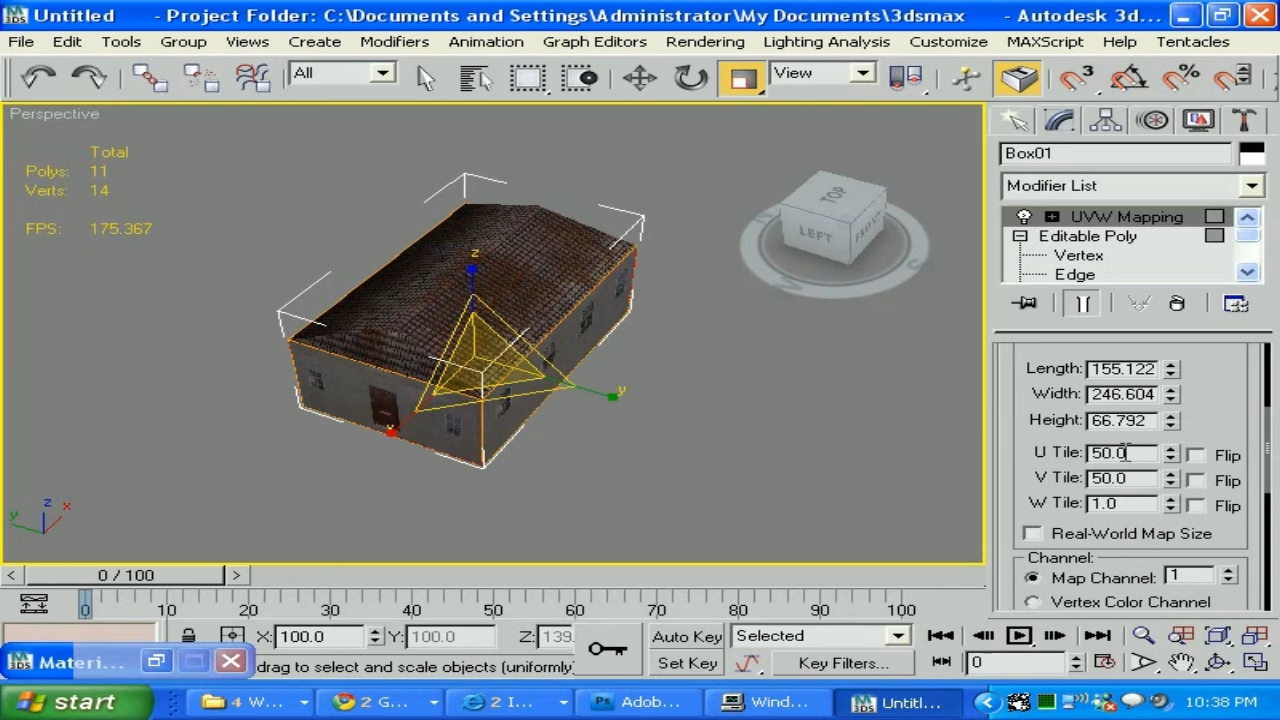 Untitled - Project Folder: C:\Documents and Settings\Administrator\My Documents\3dsmax - Autodesk 3d...
File Edit Tools Group Views Create Modifiers Animation Graph Editors Rendering Lighting Analysis Customize MAXScript Help Tentacles
All View 3 %
Perspective
Total
Polys: 11
Verts: 14
FPS: 175.367
TOP
LEFT FRONT
z
y
x
z
y x
Box01
Modifier List
UVW Mapping
Editable Poly
Vertex
Edge
Length: 155.122
Width: 246.604
Height: 66.792
U Tile: 50.0 Flip
V Tile: 50.0 Flip
W Tile: 1.0 Flip
Real-World Map Size
Channel:
Map Channel: 1
Vertex Color Channel
< 0 / 100 >
0 10 20 30 40 50 60 70 80 90 100
X: 100.0 Y: 100.0 Z: 139. Auto Key Selected
Materi... drag to select and scale objects (uniformly Set Key Key Filters... 0
start 4 W... 2 G... 2 I... Adob... Wind... Untitl... 10:38 PM